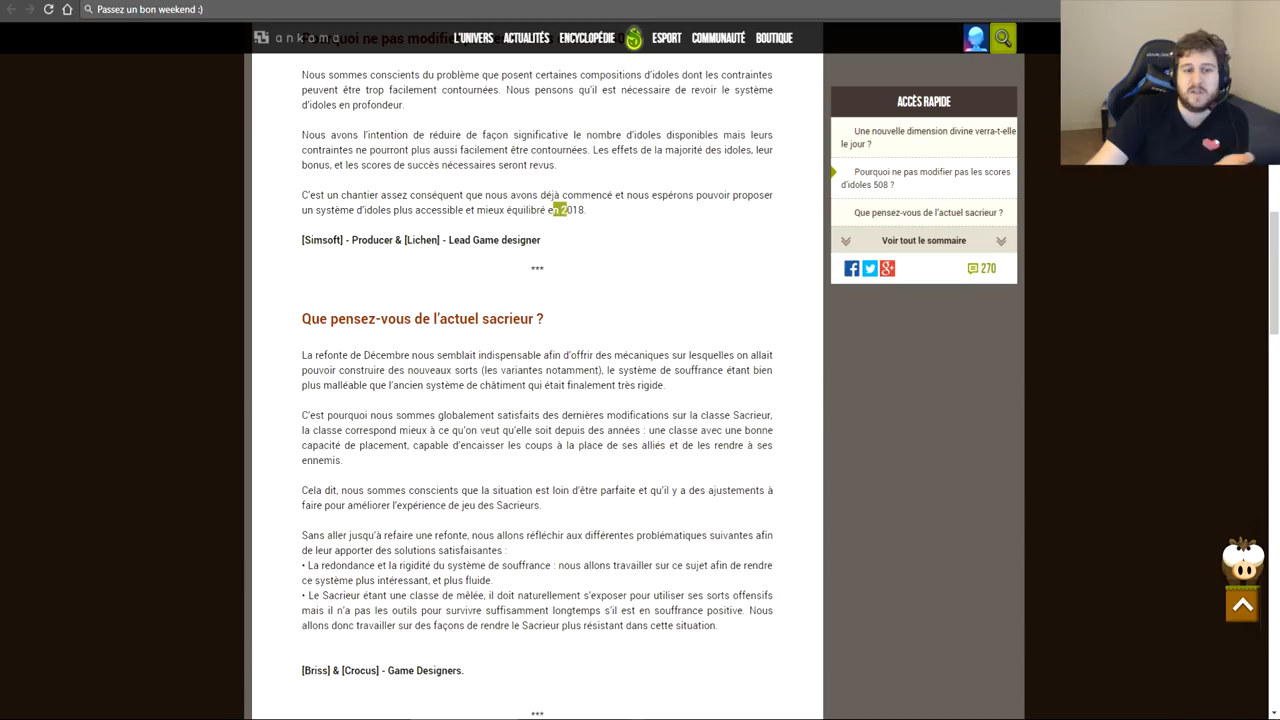 Passez un bon weekend :)
ankama
L'UNIVERS ACTUALITÉS ENCYCLOPÉDIE ESPORT COMMUNAUTÉ BOUTIQUE
Nous sommes conscients du problème que posent certaines compositions d'idoles dont les contraintes
peuvent être trop facilement contournées. Nous pensons qu'il est nécessaire de revoir le système
d'idoles en profondeur.
Nous avons l'intention de réduire de façon significative le nombre d'idoles disponibles mais leurs
contraintes ne pourront plus aussi facilement être contournées. Les effets de la majorité des idoles, leur
bonus, et les scores de succès nécessaires seront revus.
C'est un chantier assez conséquent que nous avons déjà commencé et nous espérons pouvoir proposer
un système d'idoles plus accessible et mieux équilibré en 2018.
[Simsoft] - Producer & [Lichen] - Lead Game designer
***
Que pensez-vous de l'actuel sacrieur ?
La refonte de Décembre nous semblait indispensable afin d'offrir des mécaniques sur lesquelles on allait
pouvoir construire des nouveaux sorts (les variantes notamment), le système de souffrance étant bien
plus malléable que l'ancien système de châtiment qui était finalement très rigide.
C'est pourquoi nous sommes globalement satisfaits des dernières modifications sur la classe Sacrieur,
la classe correspond mieux à ce qu'on veut qu'elle soit depuis des années : une classe avec une bonne
capacité de placement, capable d'encaisser les coups à la place de ses alliés et de les rendre à ses
ennemis.
Cela dit, nous sommes conscients que la situation est loin d'être parfaite et qu'il y a des ajustements à
faire pour améliorer l'expérience de jeu des Sacrieurs.
Sans aller jusqu'à refaire une refonte, nous allons réfléchir aux différentes problématiques suivantes afin
de leur apporter des solutions satisfaisantes :
• La redondance et la rigidité du système de souffrance : nous allons travailler sur ce sujet afin de rendre
ce système plus intéressant, et plus fluide.
• Le Sacrieur étant une classe de mêlée, il doit naturellement s'exposer pour utiliser ses sorts offensifs
mais il n'a pas les outils pour survivre suffisamment longtemps s'il est en souffrance positive. Nous
allons donc travailler sur des façons de rendre le Sacrieur plus résistant dans cette situation.
[Briss] & [Crocus] - Game Designers.
***
ACCÈS RAPIDE
Une nouvelle dimension divine verra-t-elle
le jour ?
Pourquoi ne pas modifier pas les scores
d'idoles 508 ?
Que pensez-vous de l'actuel sacrieur ?
Voir tout le sommaire
270